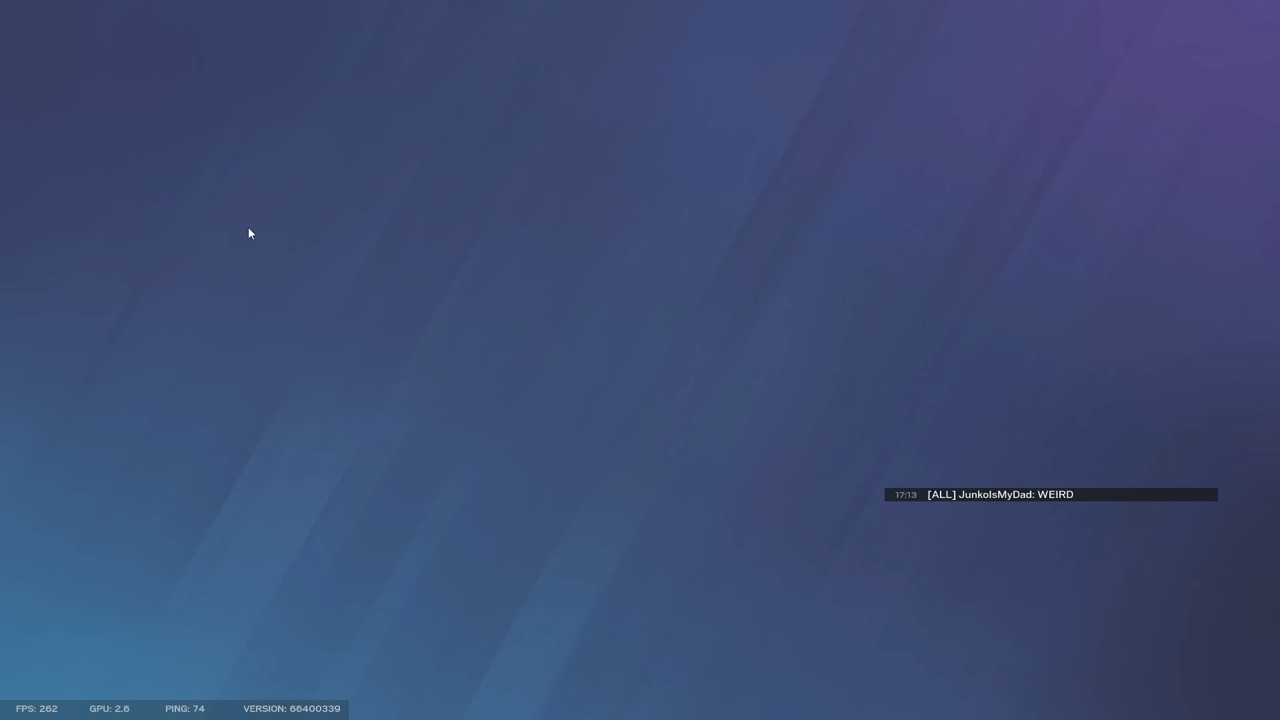 17:13 [ALL] JunkoIsMyDad: WEIRD
FPS: 262 GPU: 2.6 PING: 74 VERSION: 66400339